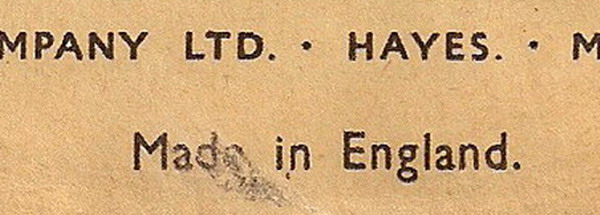 MPANY LTD. · HAYES. · M
Made in England.